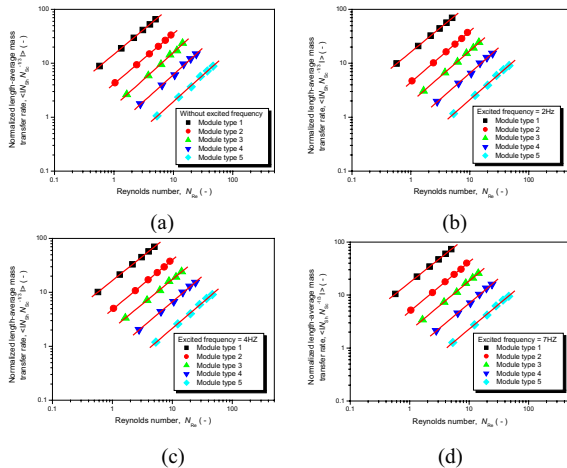 100
10
1
0.1
Normalized length-average mass
transfer rate, <(N_Sh N_Sc^-1/3)> ( - )
Without excited frequency
Module type 1
Module type 2
Module type 3
Module type 4
Module type 5
0.1 1 10 100
Reynolds number, N_Re ( - )
(a)
100
10
1
0.1
Normalized length-average mass
transfer rate, <(N_Sh N_Sc^-1/3)> ( - )
Excited frequency = 2Hz
Module type 1
Module type 2
Module type 3
Module type 4
Module type 5
0.1 1 10 100
Reynolds number, N_Re ( - )
(b)
100
10
1
0.1
Normalized length-average mass
transfer rate, <(N_Sh N_Sc^-1/3)> ( - )
Excited frequency = 4HZ
Module type 1
Module type 2
Module type 3
Module type 4
Module type 5
0.1 1 10 100
Reynolds number, N_Re ( - )
(c)
100
10
1
0.1
Normalized length-average mass
transfer rate, <(N_Sh N_Sc^-1/3)> ( - )
Excited frequency = 7HZ
Module type 1
Module type 2
Module type 3
Module type 4
Module type 5
0.1 1 10 100
Reynolds number, N_Re ( - )
(d)